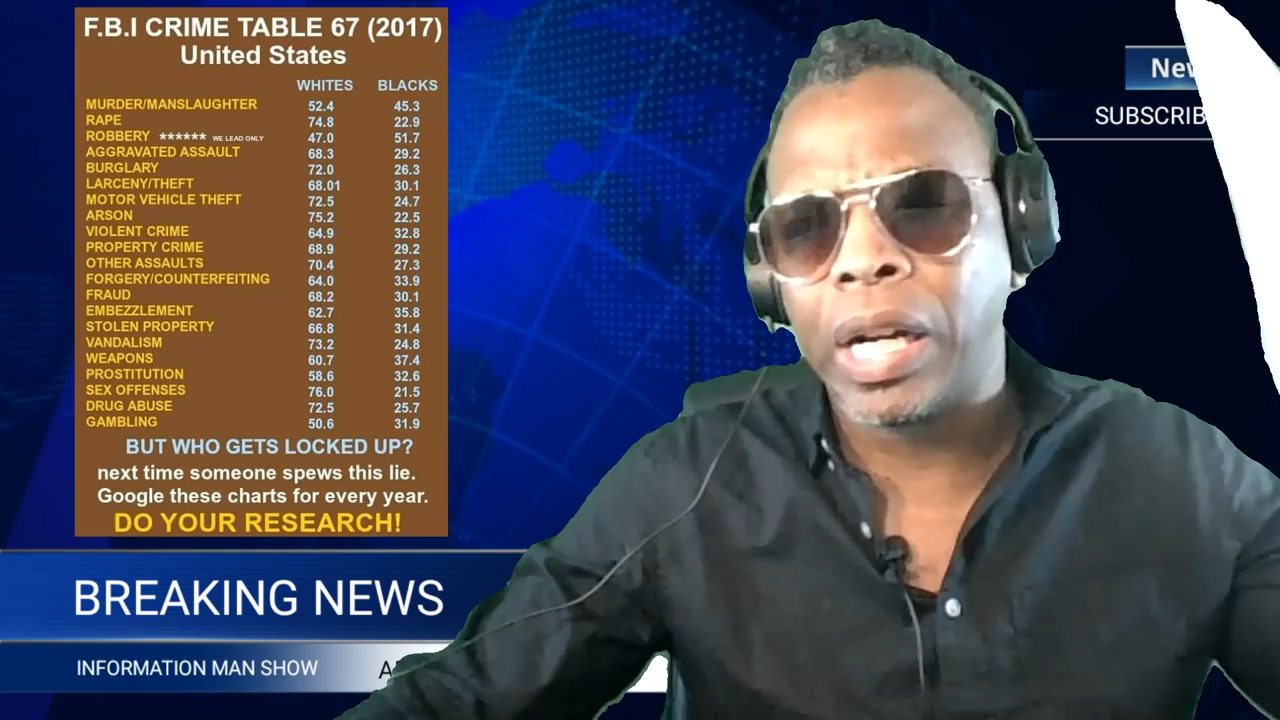 F.B.I CRIME TABLE 67 (2017)
United States
WHITES BLACKS
MURDER/MANSLAUGHTER 52.4 45.3
RAPE 74.8 22.9
ROBBERY ****** WE LEAD ONLY 47.0 51.7
AGGRAVATED ASSAULT 68.3 29.2
BURGLARY 72.0 26.3
LARCENY/THEFT 68.01 30.1
MOTOR VEHICLE THEFT 72.5 24.7
ARSON 75.2 22.5
VIOLENT CRIME 64.9 32.8
PROPERTY CRIME 68.9 29.2
OTHER ASSAULTS 70.4 27.3
FORGERY/COUNTERFEITING 64.0 33.9
FRAUD 68.2 30.1
EMBEZZLEMENT 62.7 35.8
STOLEN PROPERTY 66.8 31.4
VANDALISM 73.2 24.8
WEAPONS 60.7 37.4
PROSTITUTION 58.6 32.6
SEX OFFENSES 76.0 21.5
DRUG ABUSE 72.5 25.7
GAMBLING 50.6 31.9
BUT WHO GETS LOCKED UP?
next time someone spews this lie.
Google these charts for every year.
DO YOUR RESEARCH!
New
SUBSCRIB
BREAKING NEWS
INFORMATION MAN SHOW